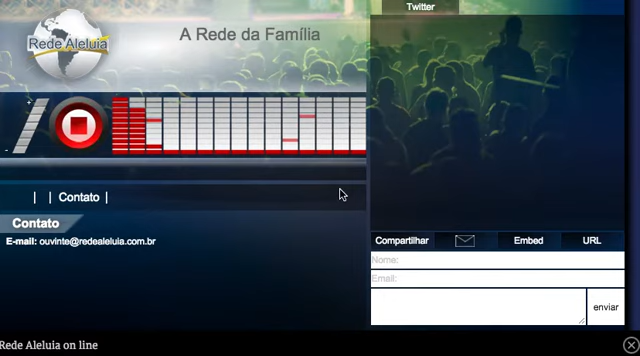 Twitter
Rede Aleluia
A Rede da Família
+
-
| | Contato |
Contato
E-mail: ouvinte@redealeluia.com.br
Compartilhar Embed URL
Nome:
Email:
enviar
Rede Aleluia on line